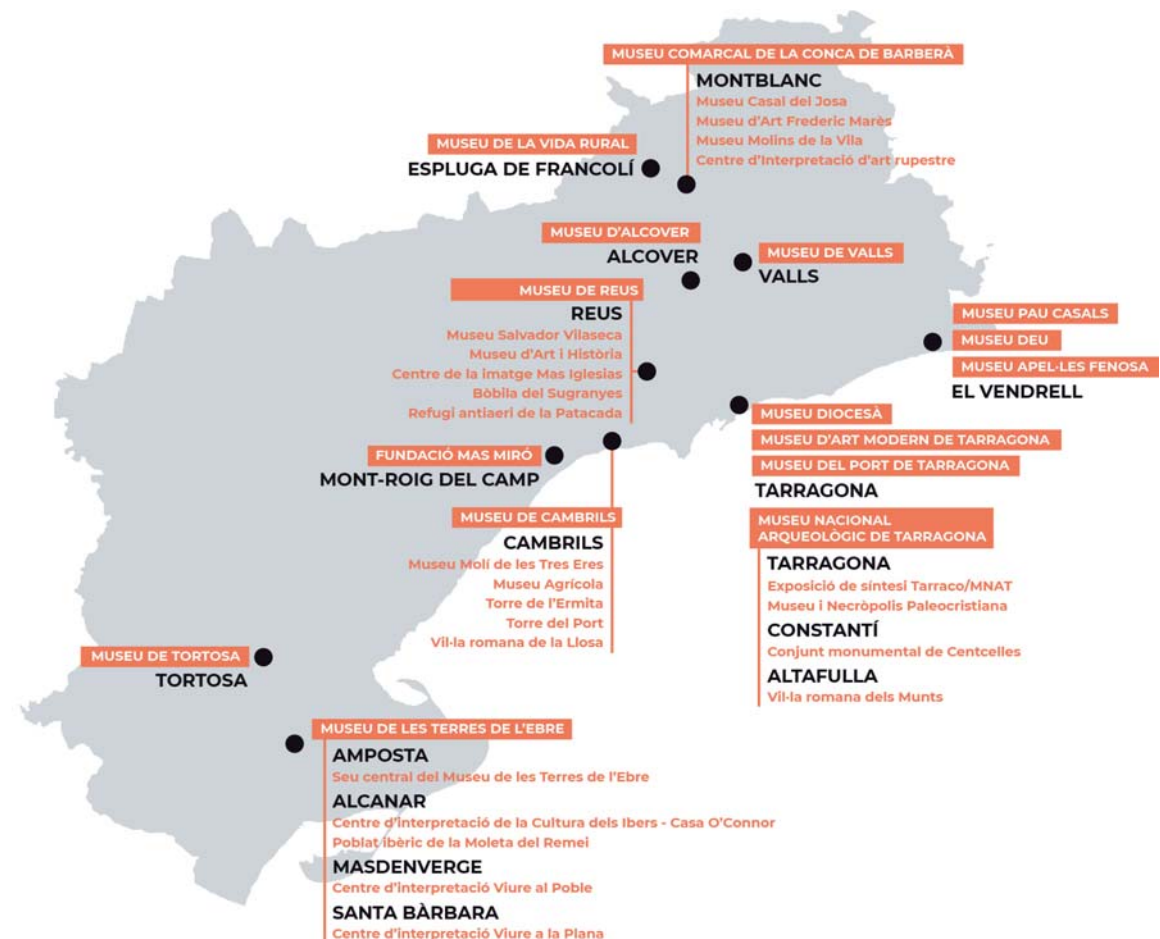 MUSEU COMARCAL DE LA CONCA DE BARBERÀ
MONTBLANC
Museu Casal del Josa
Museu d'Art Frederic Marès
Museu Molins de la Vila
Centre d'Interpretació d'art rupestre
MUSEU DE LA VIDA RURAL
ESPLUGA DE FRANCOLÍ
MUSEU D'ALCOVER
ALCOVER
MUSEU DE VALLS
VALLS
MUSEU DE REUS
REUS
Museu Salvador Vilaseca
Museu d'Art i Història
Centre de la imatge Mas Iglesias
Bòbila del Sugranyes
Refugi antiaeri de la Patacada
MUSEU PAU CASALS
MUSEU DEU
MUSEU APEL·LES FENOSA
EL VENDRELL
MUSEU DIOCESÀ
MUSEU D'ART MODERN DE TARRAGONA
MUSEU DEL PORT DE TARRAGONA
TARRAGONA
FUNDACIÓ MAS MIRÓ
MONT-ROIG DEL CAMP
MUSEU DE CAMBRILS
CAMBRILS
Museu Molí de les Tres Eres
Museu Agrícola
Torre de l'Ermita
Torre del Port
Vil·la romana de la Llosa
MUSEU NACIONAL
ARQUEOLÒGIC DE TARRAGONA
TARRAGONA
Exposició de síntesi Tarraco/MNAT
Museu i Necròpolis Paleocristiana
CONSTANTÍ
Conjunt monumental de Centcelles
ALTAFULLA
Vil·la romana dels Munts
MUSEU DE TORTOSA
TORTOSA
MUSEU DE LES TERRES DE L'EBRE
AMPOSTA
Seu central del Museu de les Terres de l'Ebre
ALCANAR
Centre d'interpretació de la Cultura dels Ibers - Casa O'Connor
Poblat ibèric de la Moleta del Remei
MASDENVERGE
Centre d'interpretació Viure al Poble
SANTA BÀRBARA
Centre d'interpretació Viure a la Plana